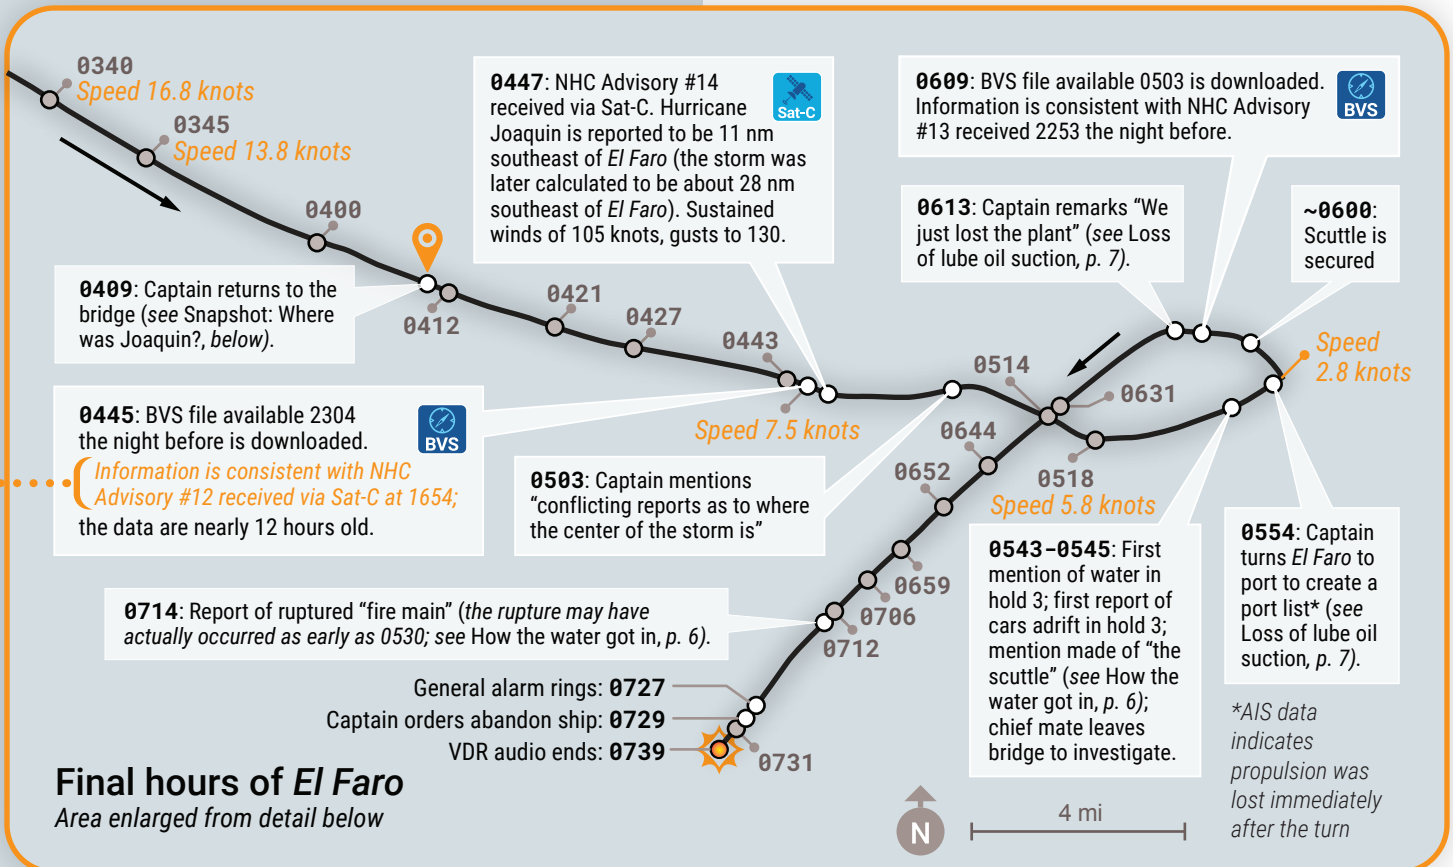 0340
Speed 16.8 knots
0345
Speed 13.8 knots
0400
0447: NHC Advisory #14
received via Sat-C. Hurricane
Joaquin is reported to be 11 nm
southeast of El Faro (the storm was
later calculated to be about 28 nm
southeast of El Faro). Sustained
winds of 105 knots, gusts to 130.
Sat-C
0609: BVS file available 0503 is downloaded.
Information is consistent with NHC Advisory
#13 received 2253 the night before.
BVS
0613: Captain remarks “We
just lost the plant” (see Loss
of lube oil suction, p. 7).
~0600:
Scuttle is
secured
0409: Captain returns to the
bridge (see Snapshot: Where
was Joaquin?, below).
0412
0421
0427
0443
Speed 7.5 knots
0514
0631
Speed
2.8 knots
0445: BVS file available 2304
the night before is downloaded.
Information is consistent with NHC
Advisory #12 received via Sat-C at 1654;
the data are nearly 12 hours old.
BVS
0503: Captain mentions
“conflicting reports as to where
the center of the storm is”
0518
Speed 5.8 knots
0644
0652
0659
0706
0712
0543–0545: First
mention of water in
hold 3; first report of
cars adrift in hold 3;
mention made of “the
scuttle” (see How the
water got in, p. 6);
chief mate leaves
bridge to investigate.
0554: Captain
turns El Faro to
port to create a
port list* (see
Loss of lube oil
suction, p. 7).
0714: Report of ruptured “fire main” (the rupture may have
actually occurred as early as 0530; see How the water got in, p. 6).
General alarm rings: 0727
Captain orders abandon ship: 0729
VDR audio ends: 0739
0731
*AIS data
indicates
propulsion was
lost immediately
after the turn
Final hours of El Faro
Area enlarged from detail below
N
4 mi